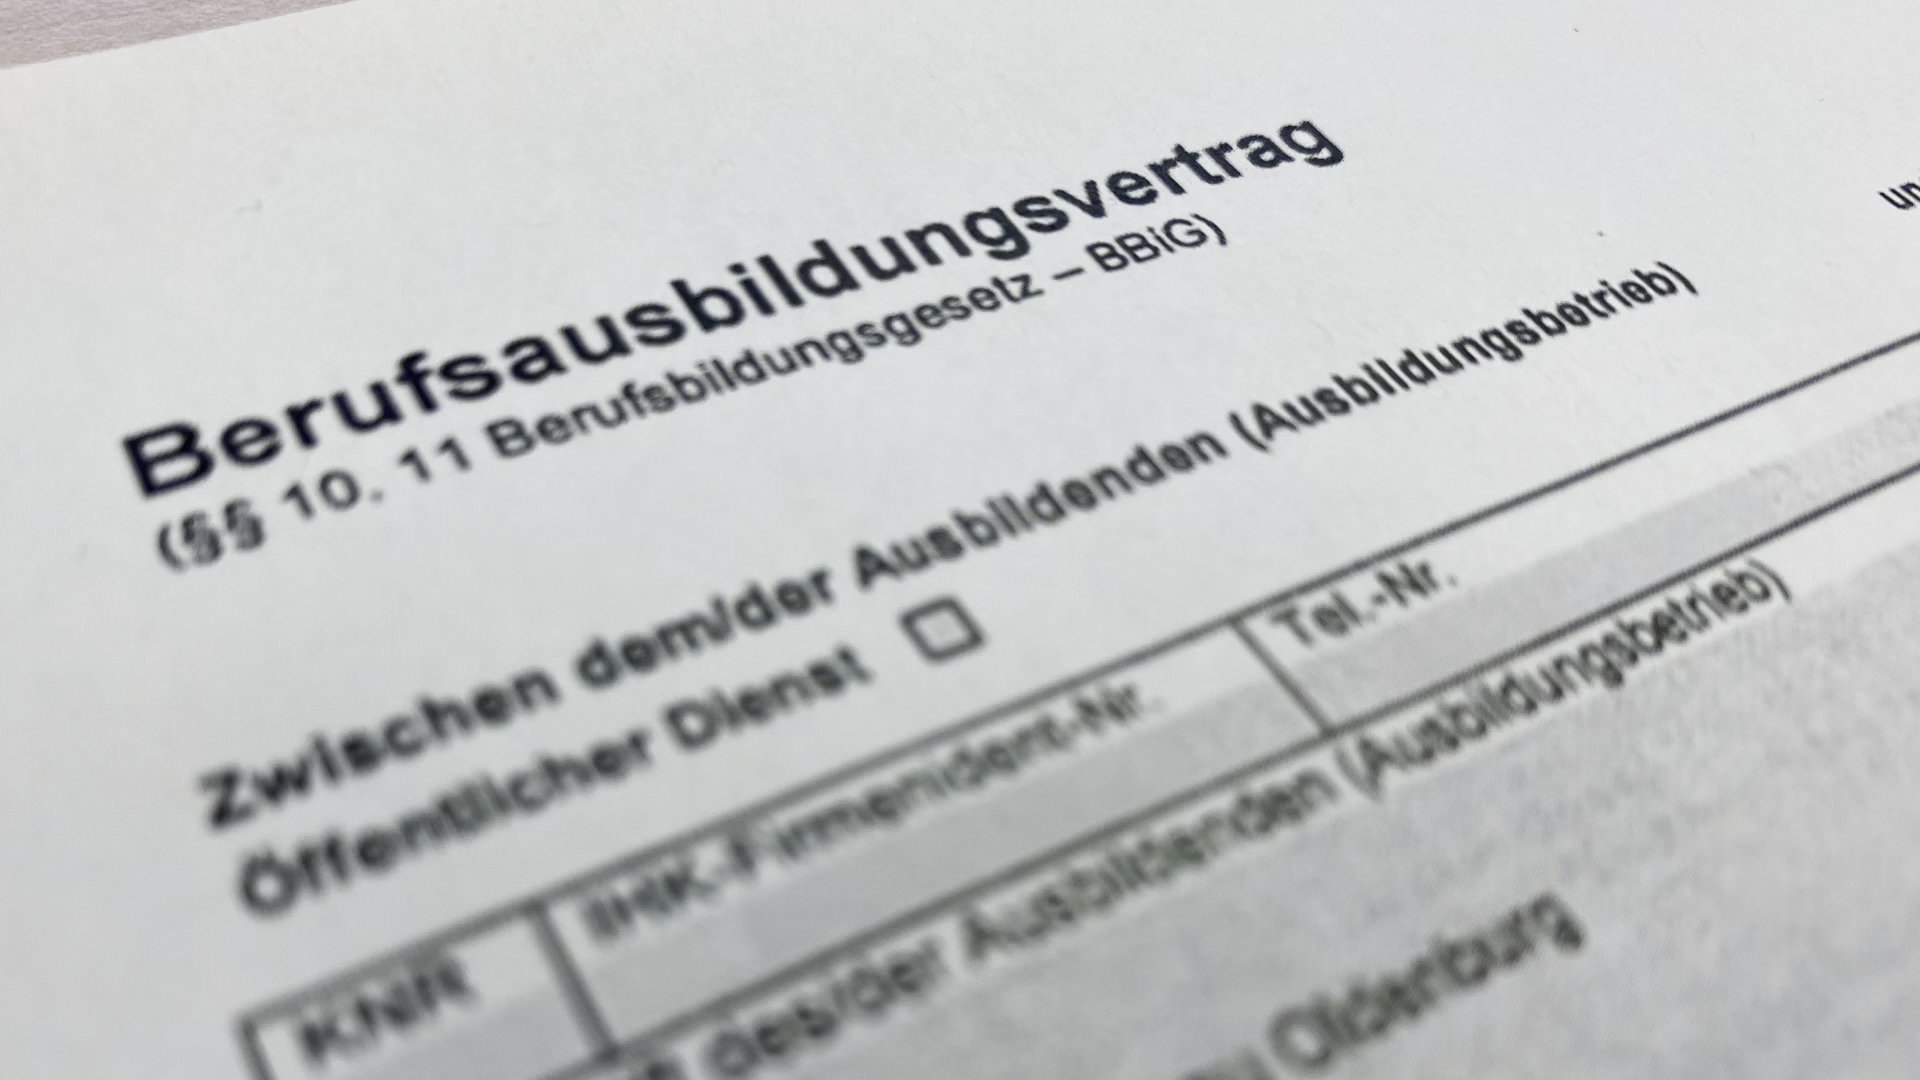 Berufsausbildungsvertrag
(§§ 10, 11 Berufsbildungsgesetz – BBiG)
Zwischen dem/der Ausbildenden (Ausbildungsbetrieb)
Öffentlicher Dienst
KNR
IHK-Firmenident-Nr.
Tel.-Nr.
des/der Ausbildenden (Ausbildungsbetrieb)
Oldenburg